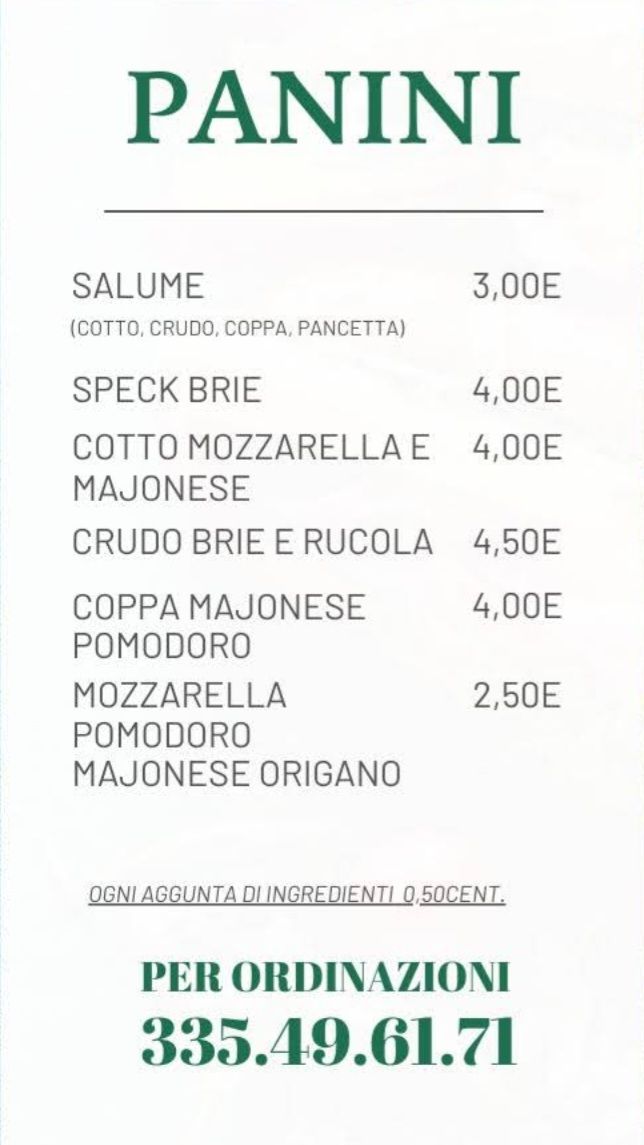 PANINI
SALUME 3,00E
(COTTO, CRUDO, COPPA, PANCETTA)
SPECK BRIE 4,00E
COTTO MOZZARELLA E 4,00E
MAJONESE
CRUDO BRIE E RUCOLA 4,50E
COPPA MAJONESE 4,00E
POMODORO
MOZZARELLA 2,50E
POMODORO
MAJONESE ORIGANO
OGNI AGGUNTA DI INGREDIENTI 0,50CENT.
PER ORDINAZIONI
335.49.61.71